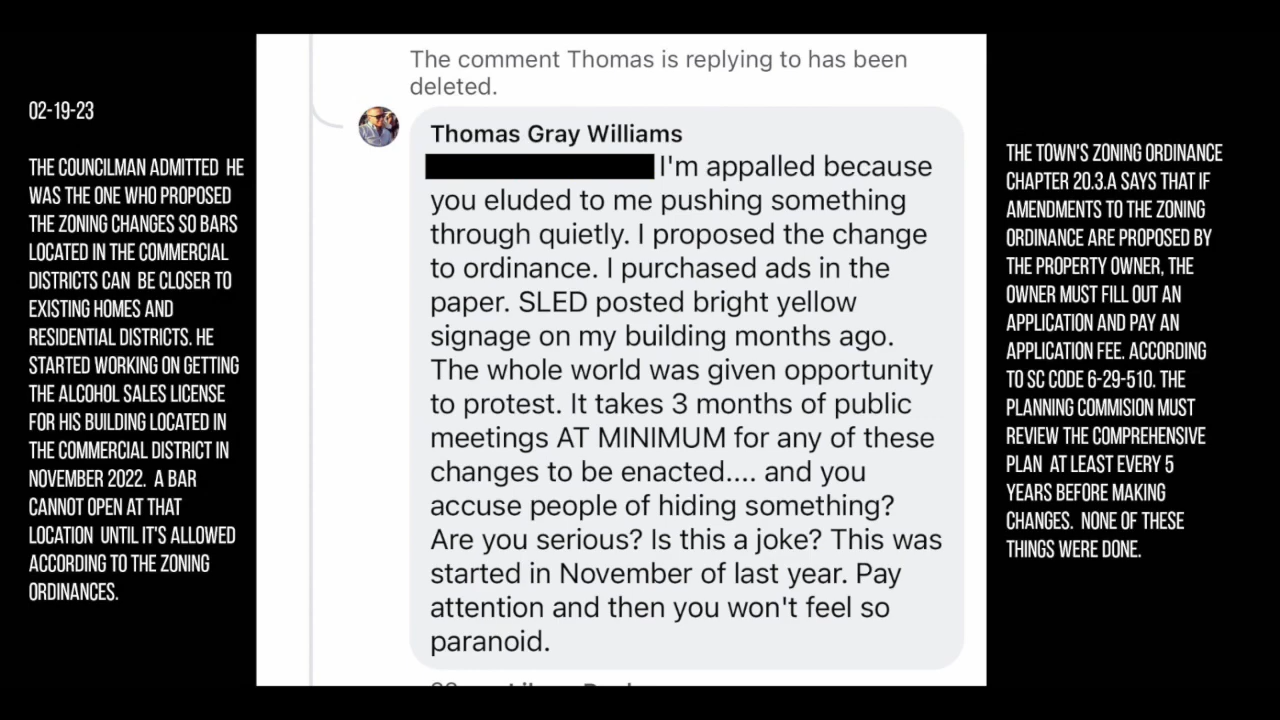 02-19-23
THE COUNCILMAN ADMITTED HE
WAS THE ONE WHO PROPOSED
THE ZONING CHANGES SO BARS
LOCATED IN THE COMMERCIAL
DISTRICTS CAN BE CLOSER TO
EXISTING HOMES AND
RESIDENTIAL DISTRICTS. HE
STARTED WORKING ON GETTING
THE ALCOHOL SALES LICENSE
FOR HIS BUILDING LOCATED IN
THE COMMERCIAL DISTRICT IN
NOVEMBER 2022. A BAR
CANNOT OPEN AT THAT
LOCATION UNTIL IT'S ALLOWED
ACCORDING TO THE ZONING
ORDINANCES.
The comment Thomas is replying to has been
deleted.
Thomas Gray Williams
I'm appalled because
you eluded to me pushing something
through quietly. I proposed the change
to ordinance. I purchased ads in the
paper. SLED posted bright yellow
signage on my building months ago.
The whole world was given opportunity
to protest. It takes 3 months of public
meetings AT MINIMUM for any of these
changes to be enacted.... and you
accuse people of hiding something?
Are you serious? Is this a joke? This was
started in November of last year. Pay
attention and then you won't feel so
paranoid.
THE TOWN'S ZONING ORDINANCE
CHAPTER 20.3.A SAYS THAT IF
AMENDMENTS TO THE ZONING
ORDINANCE ARE PROPOSED BY
THE PROPERTY OWNER, THE
OWNER MUST FILL OUT AN
APPLICATION AND PAY AN
APPLICATION FEE. ACCORDING
TO SC CODE 6-29-510. THE
PLANNING COMMISION MUST
REVIEW THE COMPREHENSIVE
PLAN AT LEAST EVERY 5
YEARS BEFORE MAKING
CHANGES. NONE OF THESE
THINGS WERE DONE.